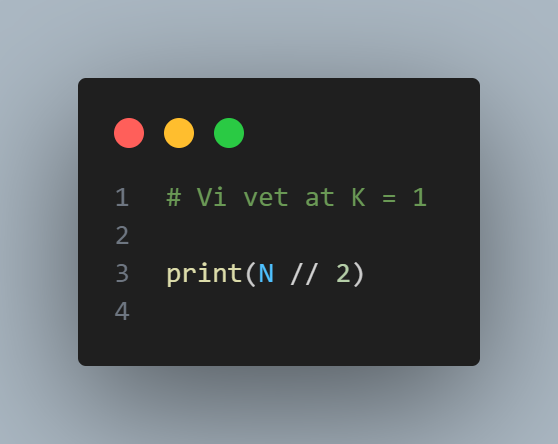 1 # Vi vet at K = 1
2
3 print(N // 2)
4